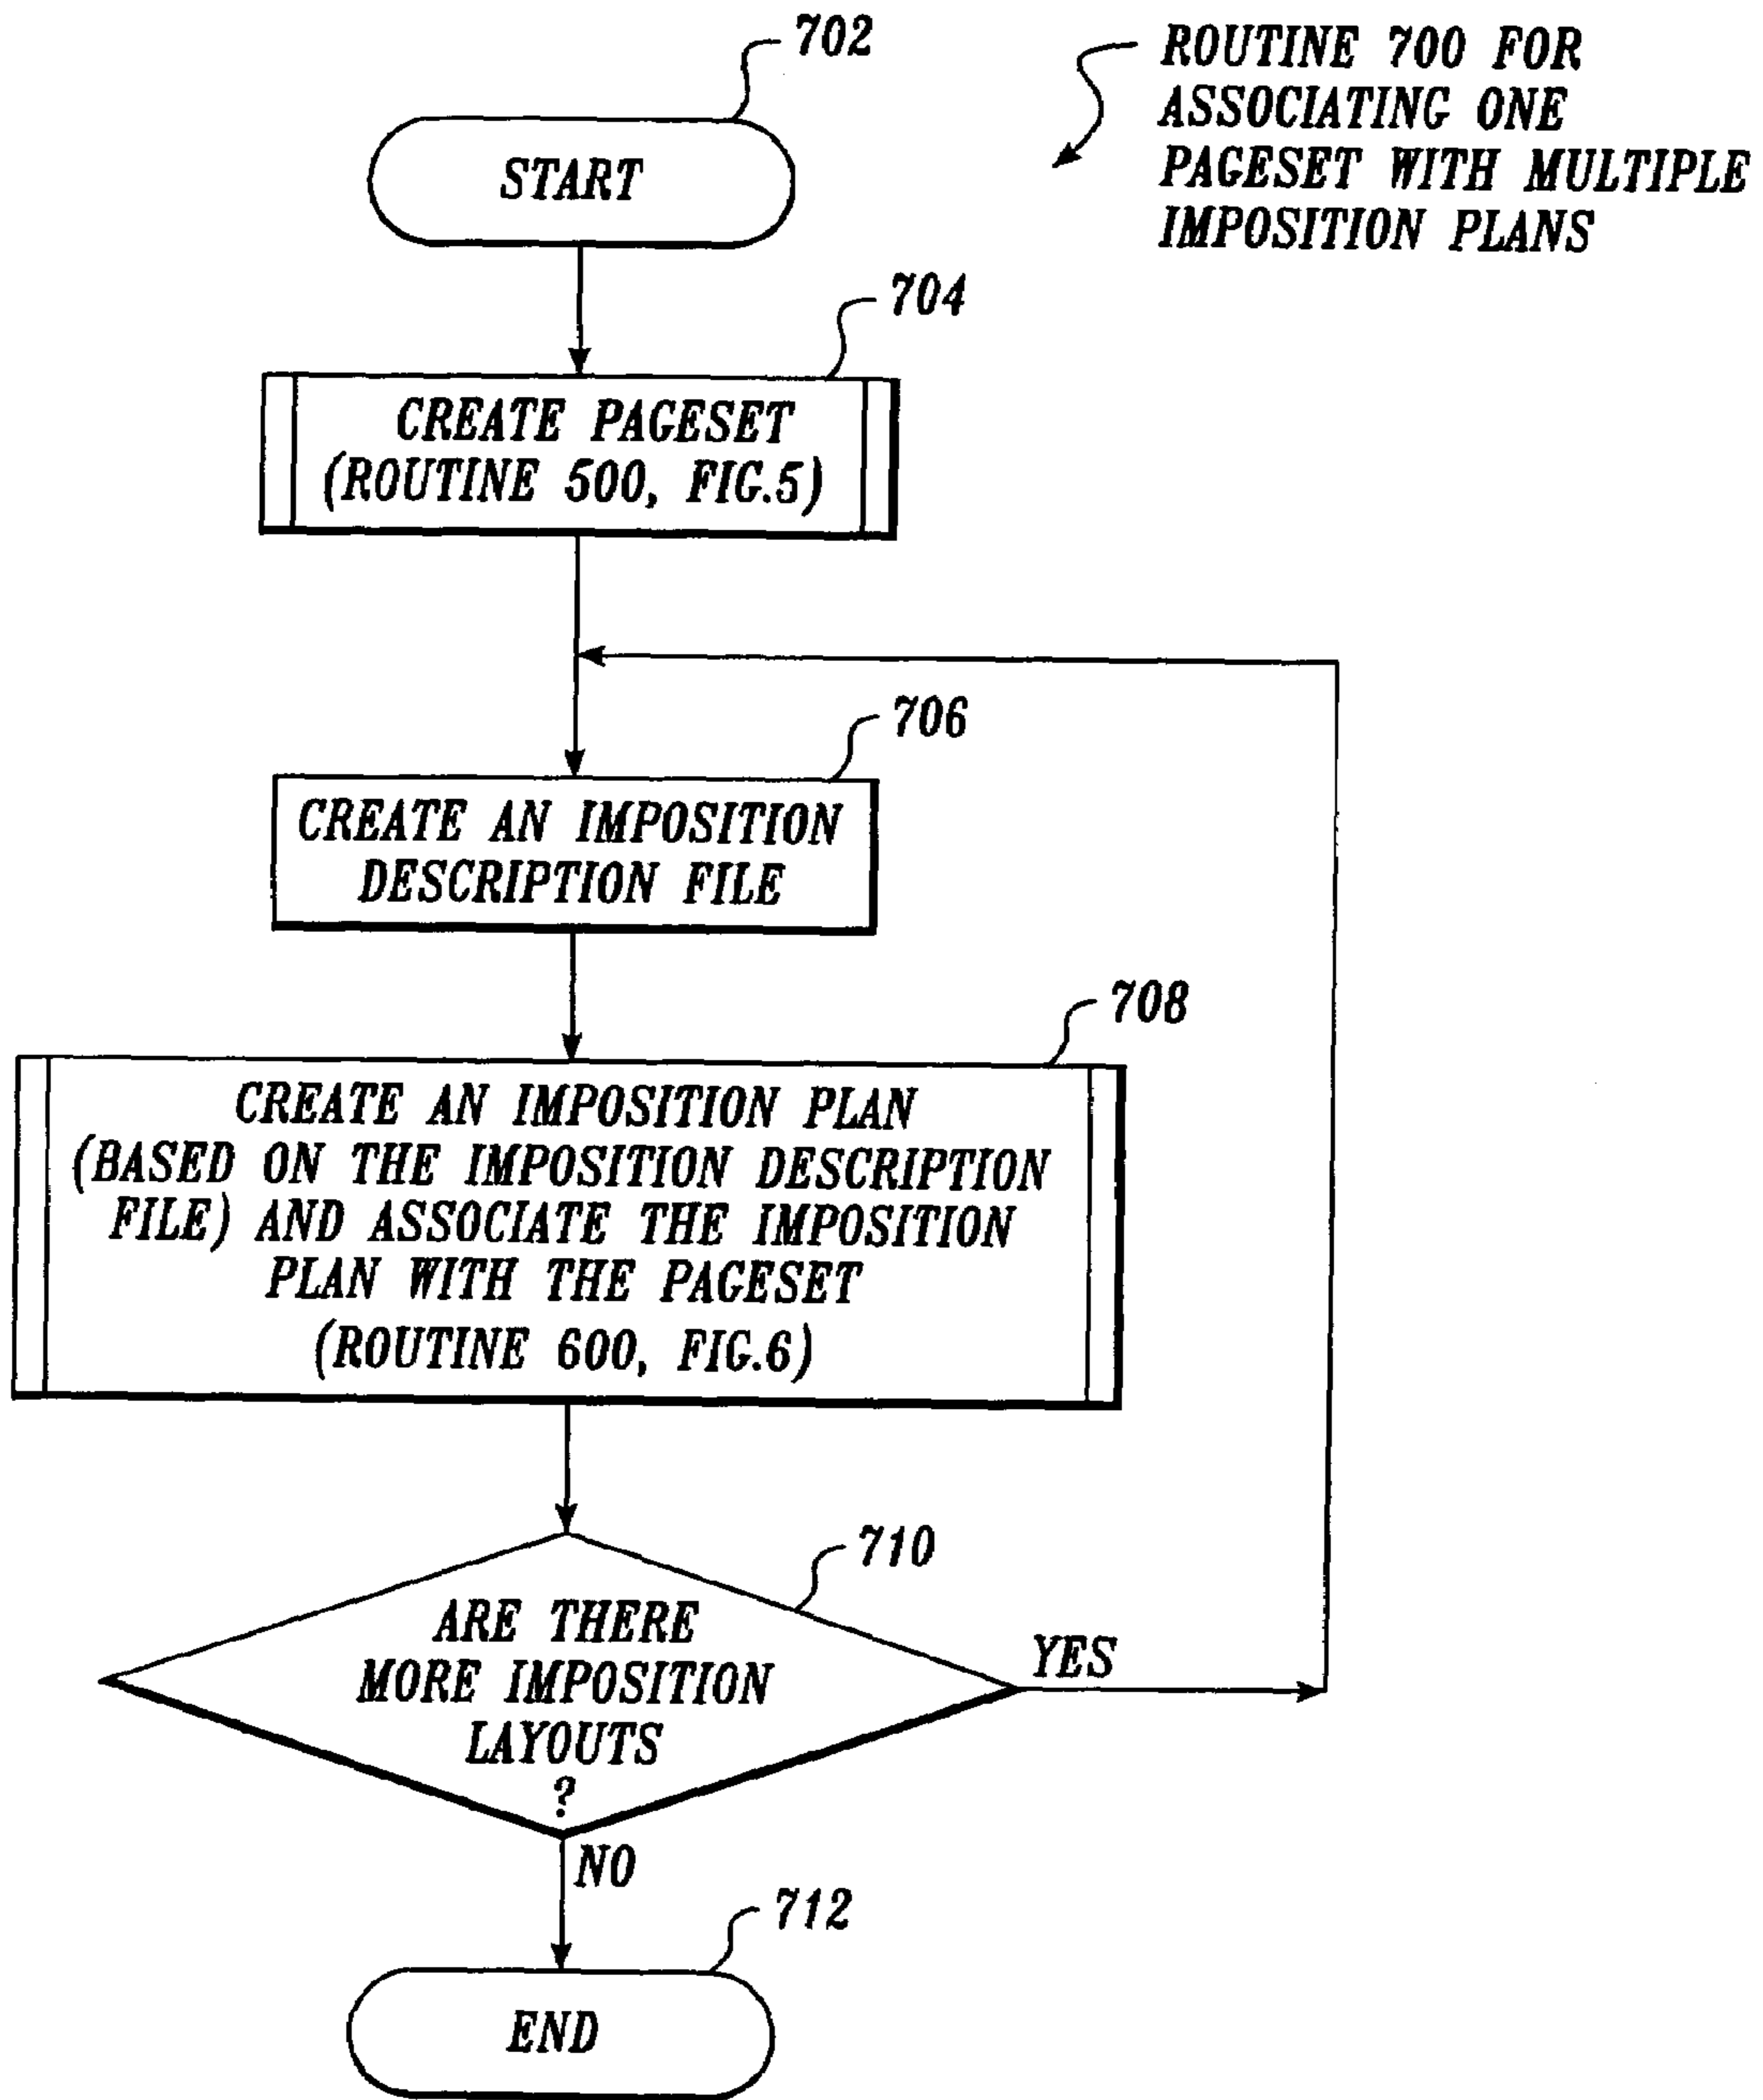 702
ROUTINE 700 FOR
ASSOCIATING ONE
PAGESET WITH MULTIPLE
IMPOSITION PLANS
START
704
CREATE PAGESET
(ROUTINE 500, FIG.5)
706
CREATE AN IMPOSITION
DESCRIPTION FILE
708
CREATE AN IMPOSITION PLAN
(BASED ON THE IMPOSITION DESCRIPTION
FILE) AND ASSOCIATE THE IMPOSITION
PLAN WITH THE PAGESET
(ROUTINE 600, FIG.6)
710
ARE THERE
MORE IMPOSITION
LAYOUTS
?
YES
NO
712
END